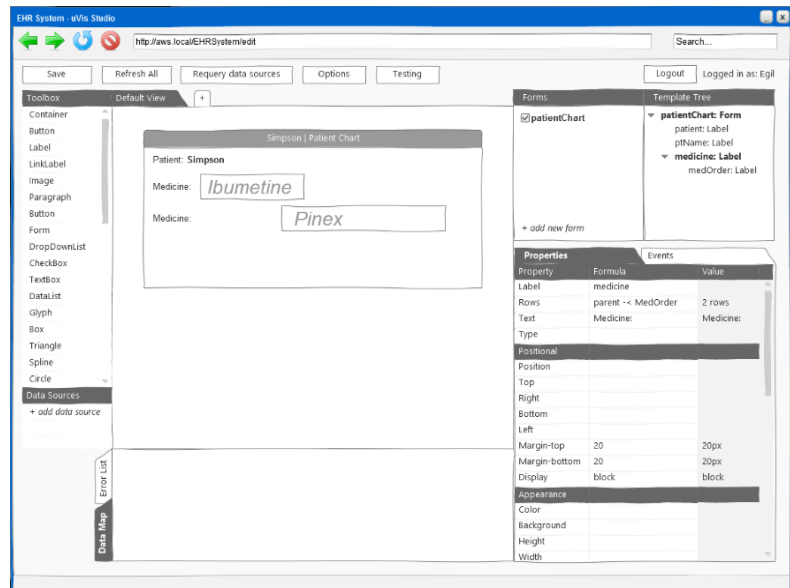 EHR System - uVis Studio
http://aws.local/EHRSystem/edit
Search...
Save Refresh All Requery data sources Options Testing Logout Logged in as: Egil
Toolbox
Container
Button
Label
LinkLabel
Image
Paragraph
Button
Form
DropDownList
CheckBox
TextBox
DataList
Glyph
Box
Triangle
Spline
Circle
Data Sources
+ add data source
Default View +
Simpson | Patient Chart
Patient: Simpson
Medicine: Ibumetine
Medicine: Pinex
Error List
Data Map
Forms
patientChart
+ add new form
Template Tree
patientChart: Form
patient: Label
ptName: Label
medicine: Label
medOrder: Label
Properties Events
Property Formula Value
Label medicine
Rows parent -< MedOrder 2 rows
Text Medicine: Medicine:
Type
Positional
Position
Top
Right
Bottom
Left
Margin-top 20 20px
Margin-bottom 20 20px
Display block block
Appearance
Color
Background
Height
Width